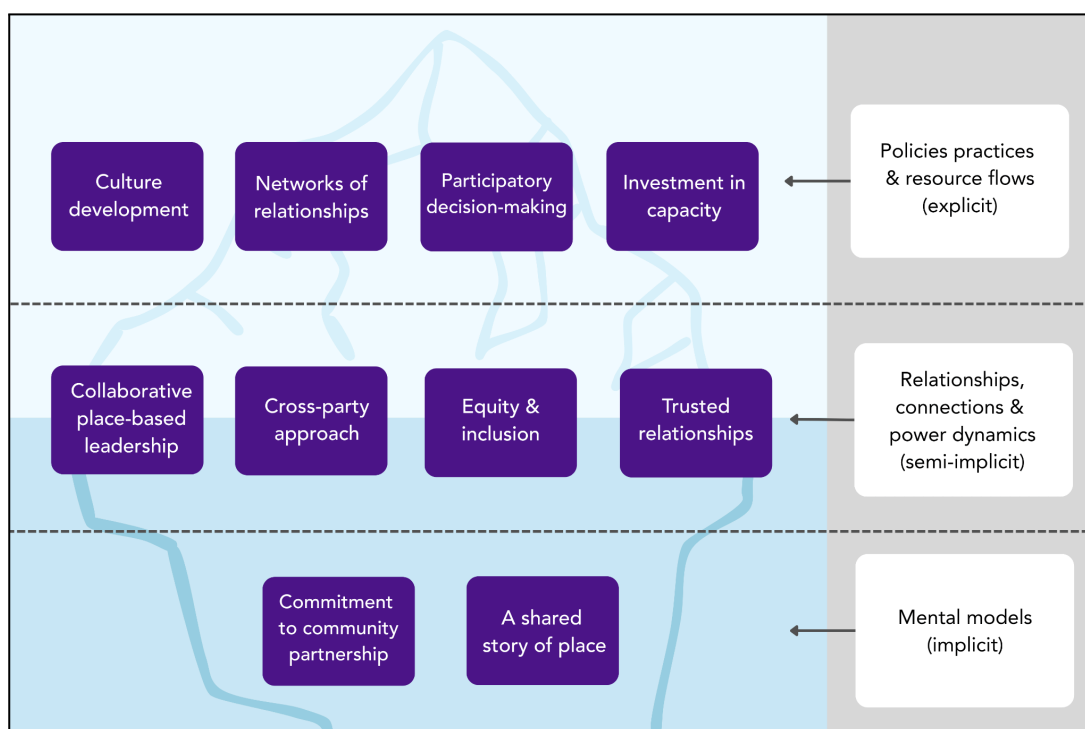 Culture
development
Networks of
relationships
Participatory
decision-making
Investment in
capacity
Policies practices
& resource flows
(explicit)
Collaborative
place-based
leadership
Cross-party
approach
Equity &
inclusion
Trusted
relationships
Relationships,
connections &
power dynamics
(semi-implicit)
Commitment
to community
partnership
A shared
story of place
Mental models
(implicit)